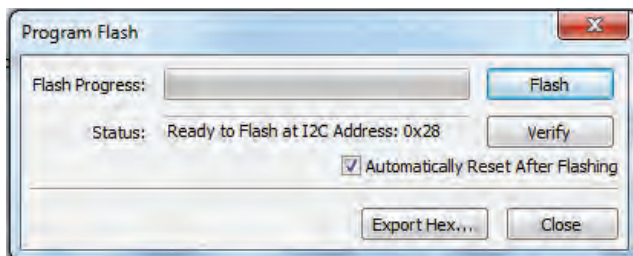 Program Flash
Flash Progress: Flash
Status: Ready to Flash at I2C Address: 0x28 Verify
Automatically Reset After Flashing
Export Hex... Close